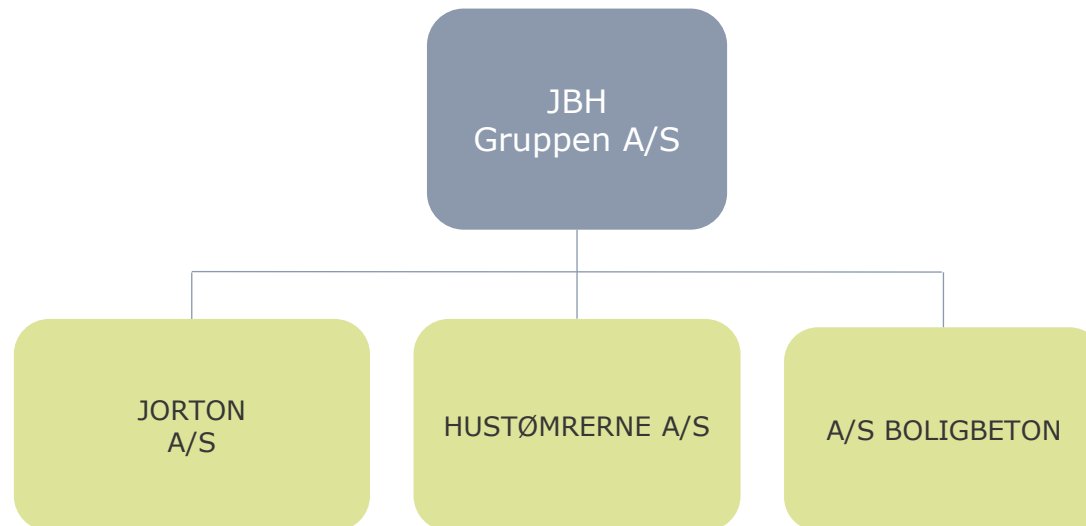 JBH
Gruppen A/S
JORTON
A/S
HUSTØMRERNE A/S
A/S BOLIGBETON